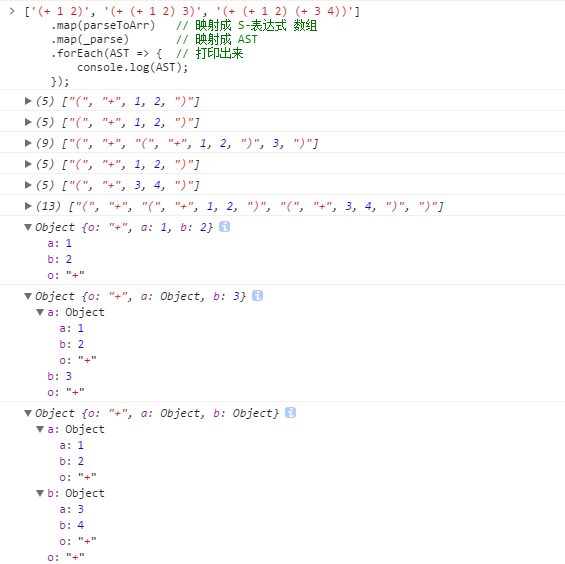 > ['(+ 1 2)', '(+ (+ 1 2) 3)', '(+ (+ 1 2) (+ 3 4))']
.map(parseToArr)   // 映射成 S-表达式 数组
.map(_parse)       // 映射成 AST
.forEach(AST => {  // 打印出来
console.log(AST);
});
▶ (5) ["(", "+", 1, 2, ")"]
▶ (5) ["(", "+", 1, 2, ")"]
▶ (9) ["(", "+", "(", "+", 1, 2, ")", 3, ")"]
▶ (5) ["(", "+", 1, 2, ")"]
▶ (5) ["(", "+", 3, 4, ")"]
▶ (13) ["(", "+", "(", "+", 1, 2, ")", "(", "+", 3, 4, ")", ")"]
▼ Object {o: "+", a: 1, b: 2} i
a: 1
b: 2
o: "+"
▼ Object {o: "+", a: Object, b: 3} i
▼ a: Object
a: 1
b: 2
o: "+"
b: 3
o: "+"
▼ Object {o: "+", a: Object, b: Object} i
▼ a: Object
a: 1
b: 2
o: "+"
▼ b: Object
a: 3
b: 4
o: "+"
o: "+"